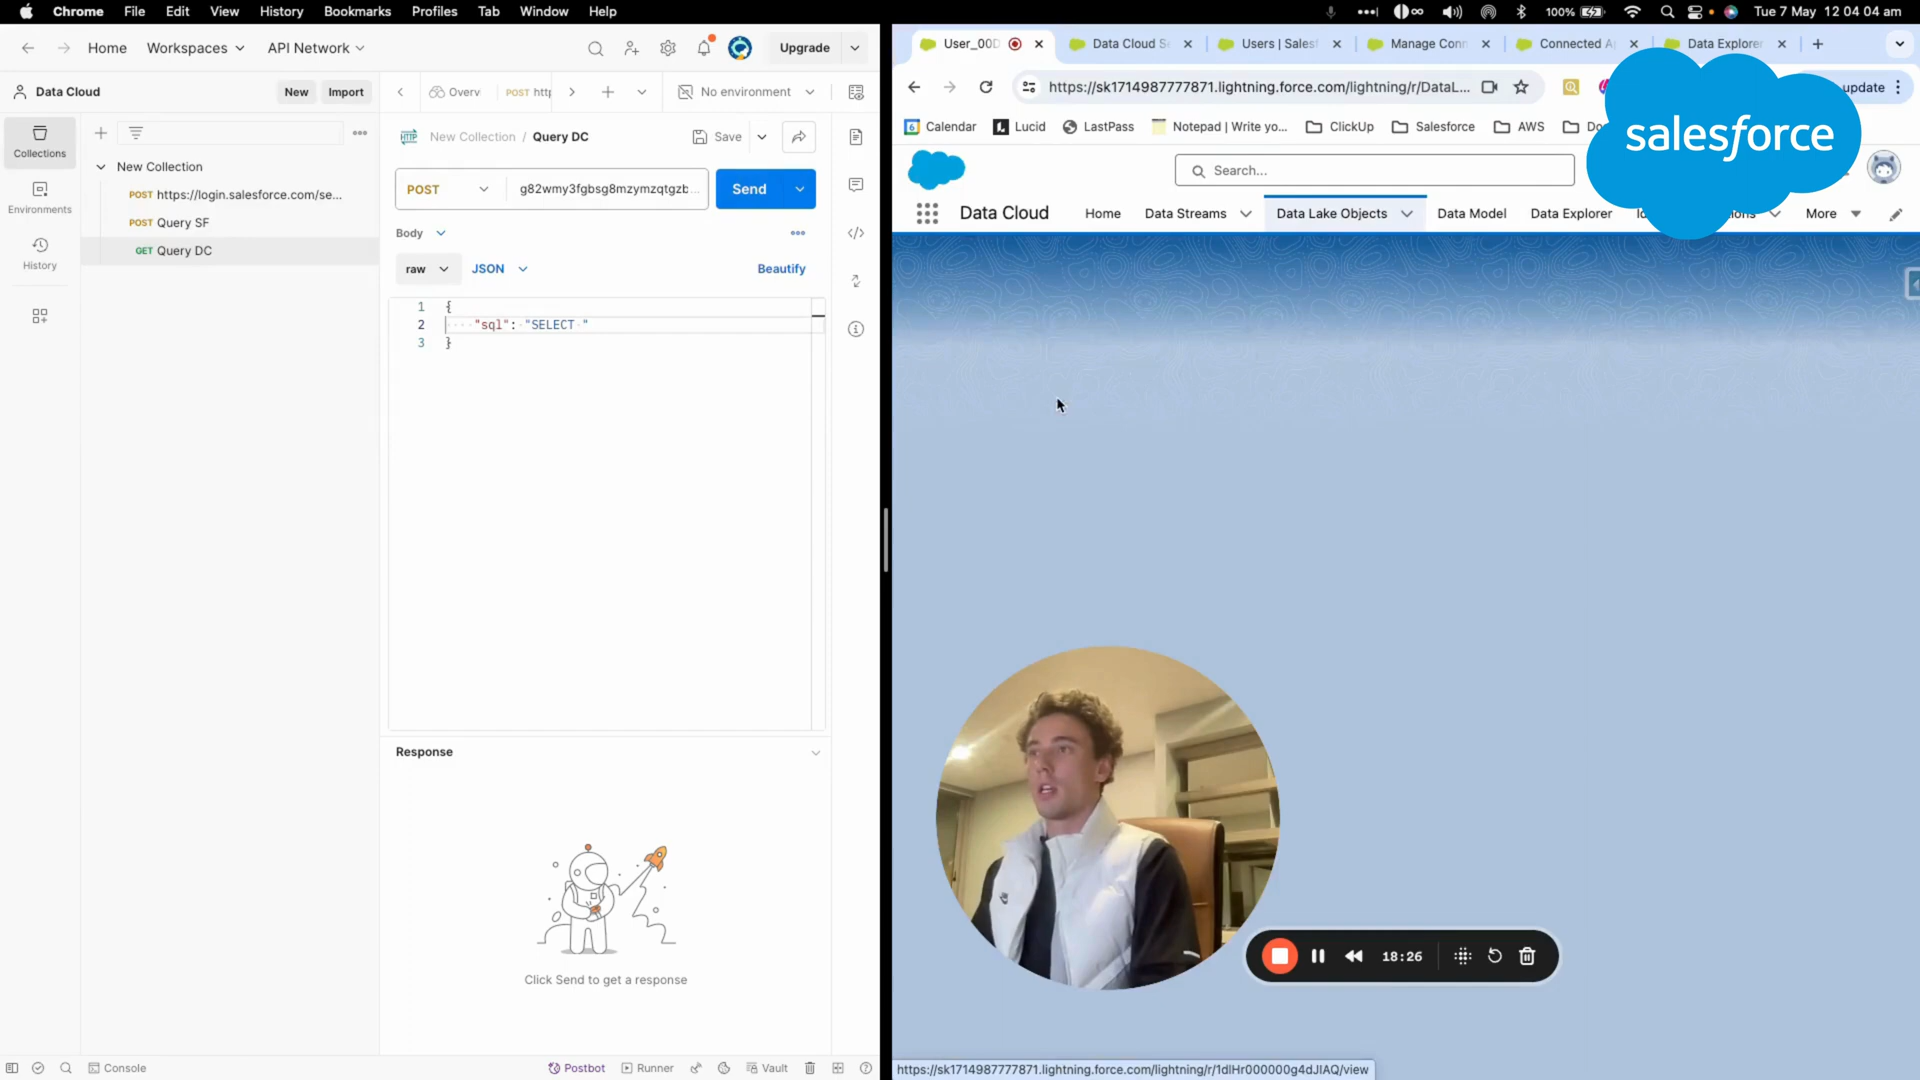 Chrome File Edit View History Bookmarks Profiles Tab Window Help
100% Tue 7 May 12 04 04 am
Home Workspaces API Network
Upgrade
Data Cloud New Import
Overv POST htt No environment
Collections
Environments
History
New Collection
POST https://login.salesforce.com/se...
POST Query SF
GET Query DC
New Collection / Query DC Save
POST g82wmy3fgbsg8mzymzqtgzb... Send
Body
raw JSON Beautify
1 {
2 "sql": "SELECT "
3 }
Response
Click Send to get a response
Console Postbot Runner Vault
User_00D Data Cloud Se Users | Salesf Manage Conn Connected A Data Explorer
https://sk1714987777871.lightning.force.com/lightning/r/DataL... update
Calendar Lucid LastPass Notepad | Write yo... ClickUp Salesforce AWS Do
salesforce
Search...
Data Cloud Home Data Streams Data Lake Objects Data Model Data Explorer More
18:26
https://sk1714987777871.lightning.force.com/lightning/r/1dlHr000000g4dJIAQ/view